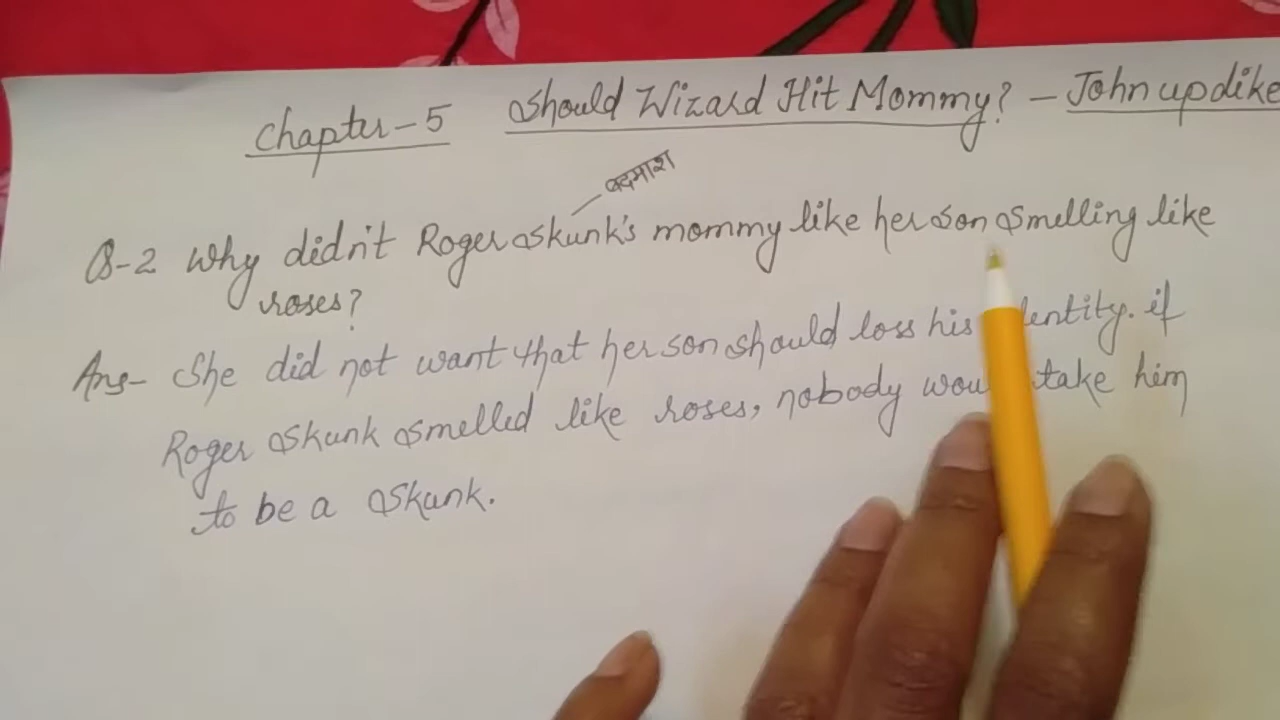 Chapter-5 Should Wizard Hit Mommy? - John updike
बदमाश
Q-2 Why didn't Roger Skunk's mommy like her son smelling like
roses?
Ans- She did not want that her son should loss his entity. if
Roger Skunk smelled like roses, nobody would take him
to be a Skunk.